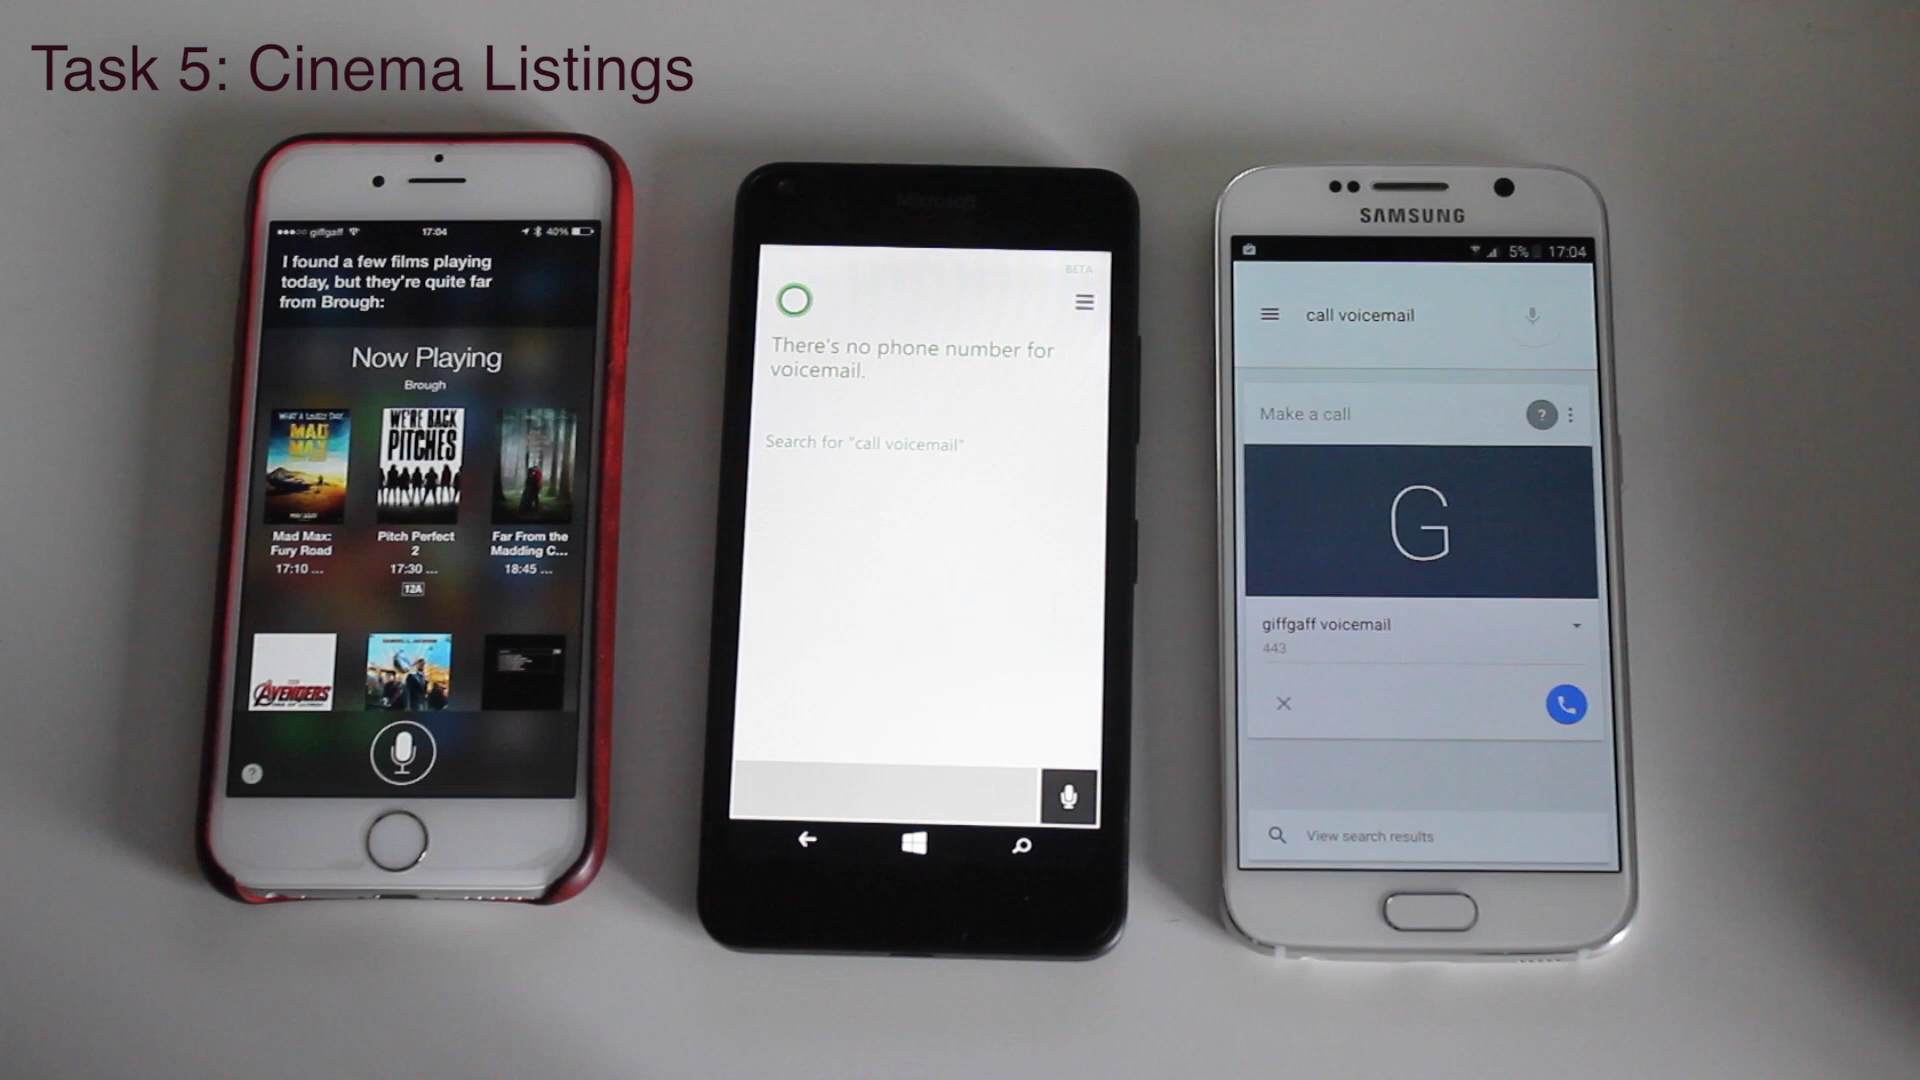 Task 5: Cinema Listings
giffgaff
17:04
40%
I found a few films playing
today, but they're quite far
from Brough:
Now Playing
Brough
WHAT A LOVELY DAY
MAD
MAX
WE'RE BACK
PITCHES
Mad Max:
Fury Road
17:10 ...
Pitch Perfect
2
17:30 ...
12A
Far From the
Madding C...
18:45 ...
AVENGERS
?
Microsoft
BETA
There's no phone number for
voicemail.
Search for "call voicemail"
SAMSUNG
5%
17:04
call voicemail
Make a call
?
G
giffgaff voicemail
443
View search results